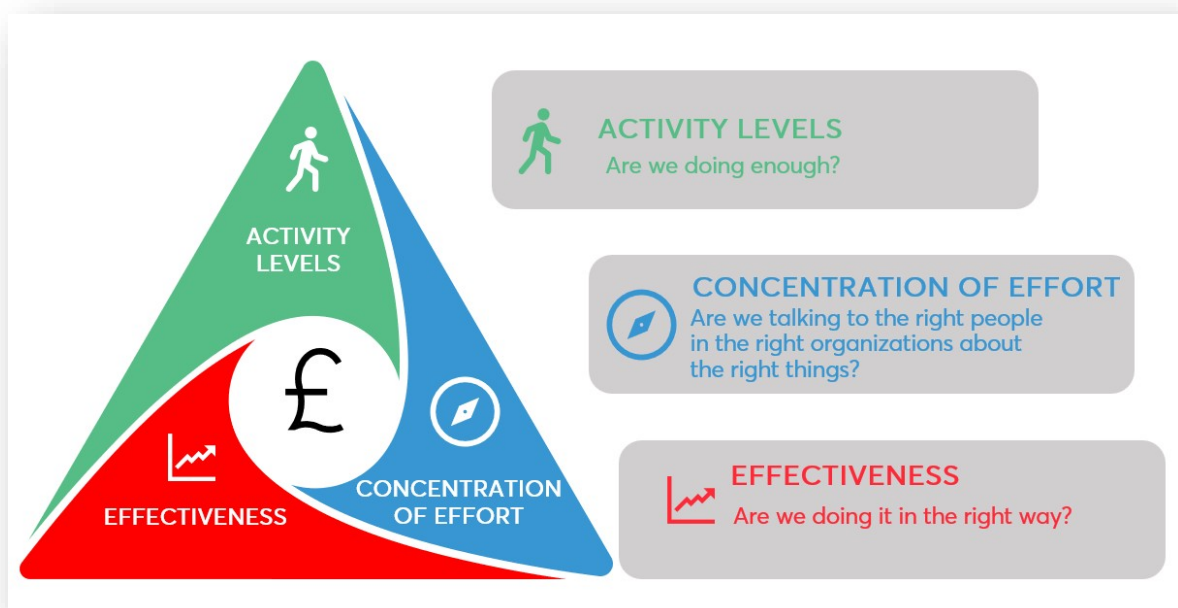 ACTIVITY
LEVELS
£
EFFECTIVENESS
CONCENTRATION
OF EFFORT
ACTIVITY LEVELS
Are we doing enough?
CONCENTRATION OF EFFORT
Are we talking to the right people
in the right organizations about
the right things?
EFFECTIVENESS
Are we doing it in the right way?